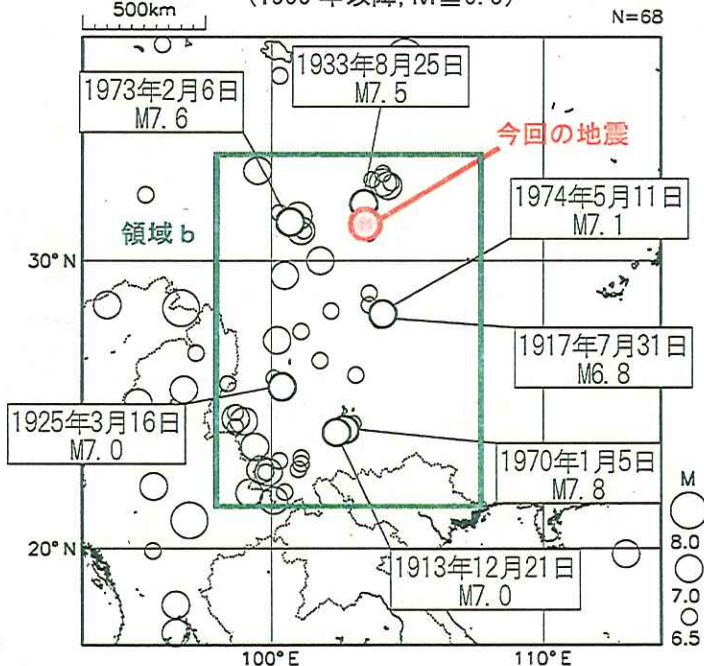 500km
N=68
1933年8月25日
M7.5
1973年2月6日
M7.6
今回の地震
1974年5月11日
M7.1
領域b
30°N
1917年7月31日
M6.8
1925年3月16日
M7.0
1970年1月5日
M7.8
M
8.0
7.0
6.5
20°N
1913年12月21日
M7.0
100°E
110°E